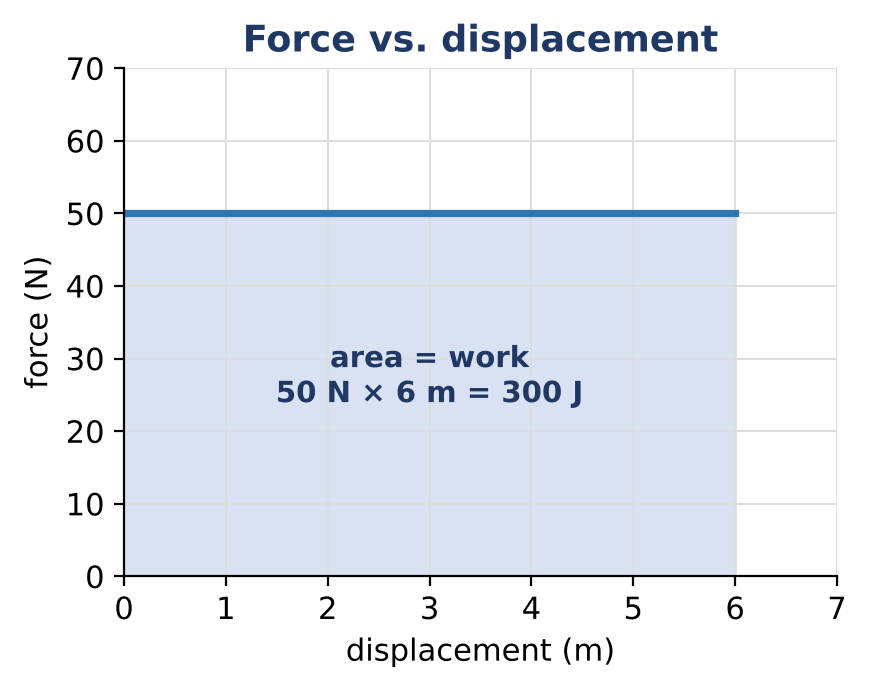 Force vs. displacement
70
60
50
40
30
20
10
0
force (N)
area = work
50 N × 6 m = 300 J
0 1 2 3 4 5 6 7
displacement (m)